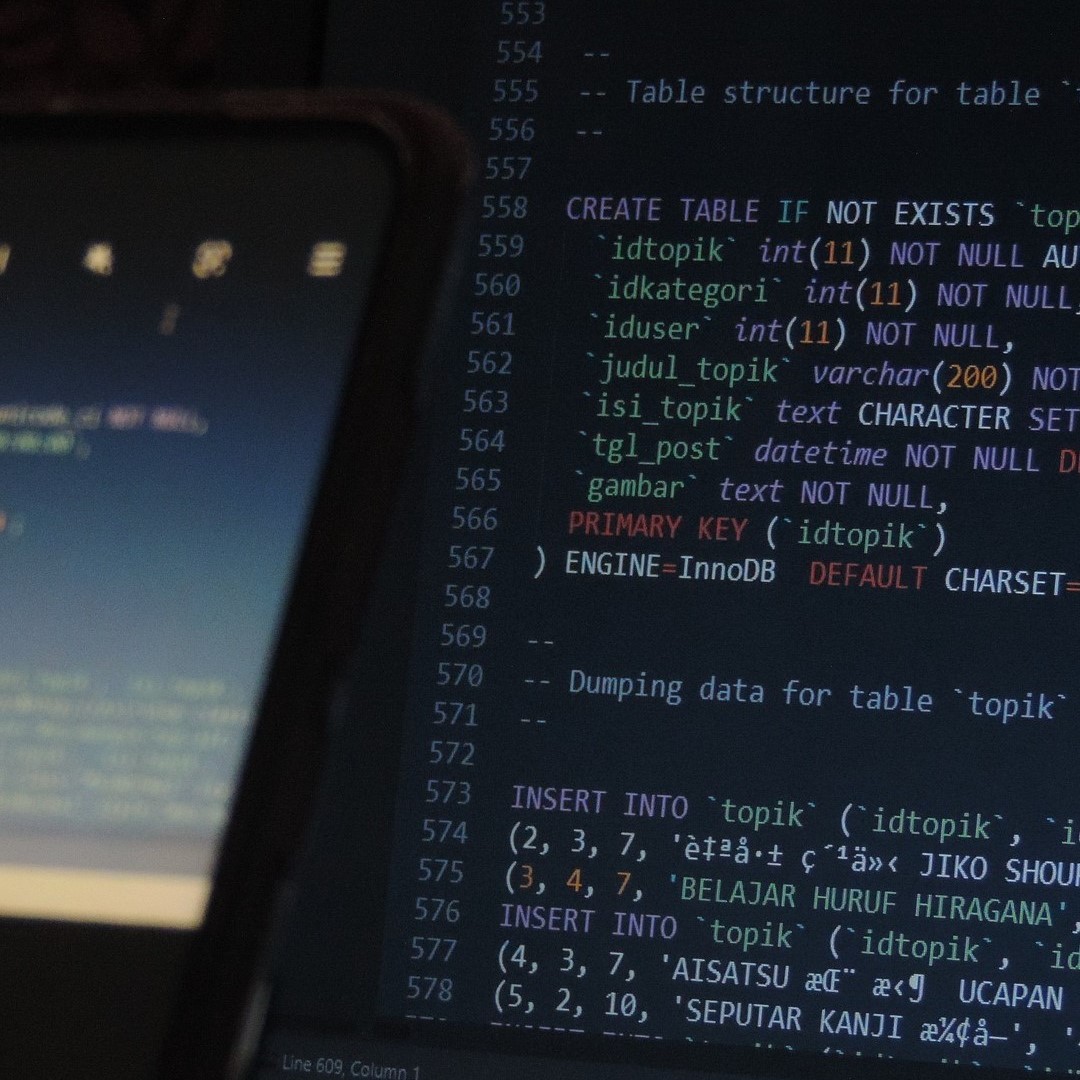 553
554 --
555 -- Table structure for table `
556 --
557
558 CREATE TABLE IF NOT EXISTS `top
559 `idtopik` int(11) NOT NULL AU
560 `idkategori` int(11) NOT NULL,
561 `iduser` int(11) NOT NULL,
562 `judul_topik` varchar(200) NOT
563 `isi_topik` text CHARACTER SET
564 `tgl_post` datetime NOT NULL D
565 `gambar` text NOT NULL,
566 PRIMARY KEY (`idtopik`)
567 ) ENGINE=InnoDB DEFAULT CHARSET=
568
569 --
570 -- Dumping data for table `topik`
571 --
572
573 INSERT INTO `topik` (`idtopik`, `i
574 (2, 3, 7, 'è‡ªå·± ç´¹ä»‹ JIKO SHOU
575 (3, 4, 7, 'BELAJAR HURUF HIRAGANA',
576 INSERT INTO `topik` (`idtopik`, `id
577 (4, 3, 7, 'AISATSU æŒ¨ æ‹¶ UCAPAN
578 (5, 2, 10, 'SEPUTAR KANJI æ¼¢å–', '
Line 609, Column 1